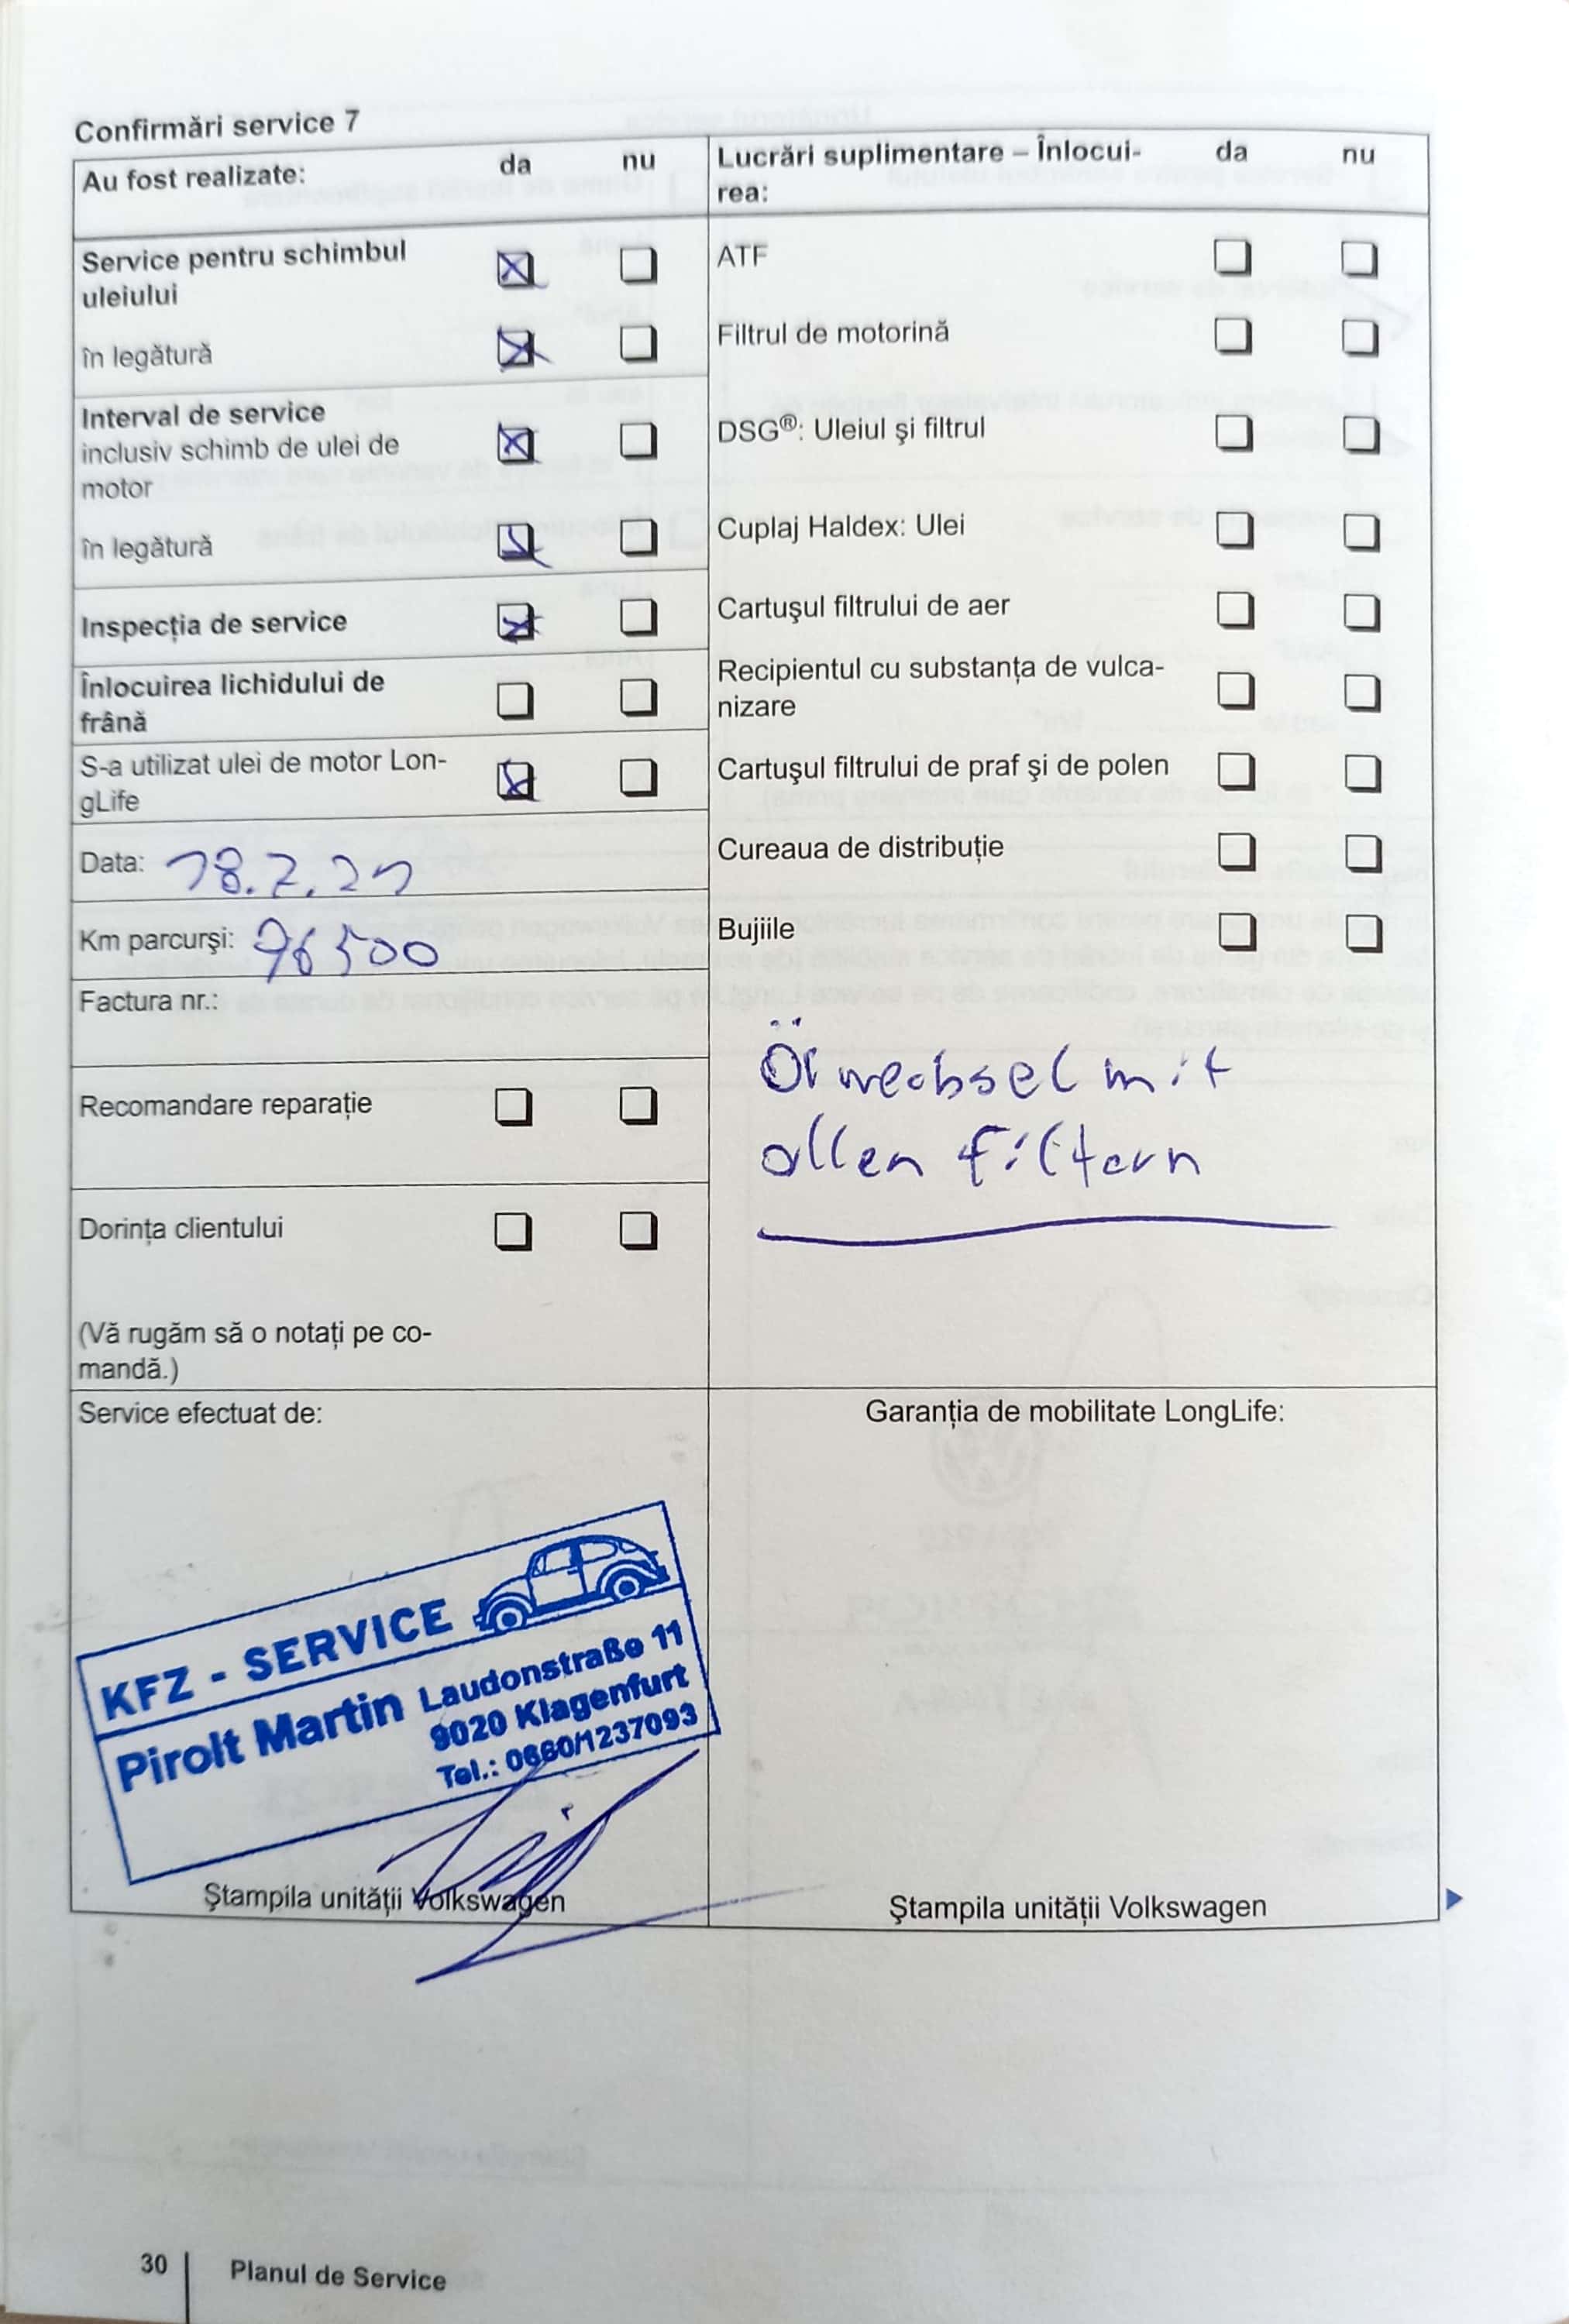 Confirmări service 7
Au fost realizate: da nu
Service pentru schimbul
uleiului
în legătură
Interval de service
inclusiv schimb de ulei de
motor
în legătură
Inspecția de service
Înlocuirea lichidului de
frână
S-a utilizat ulei de motor Lon-
gLife
Data: 18.2.21
Km parcurşi: 96500
Factura nr.:
Recomandare reparație
Dorința clientului
(Vă rugăm să o notați pe co-
mandă.)
Lucrări suplimentare – Înlocui- da nu
rea:
ATF
Filtrul de motorină
DSG®: Uleiul şi filtrul
Cuplaj Haldex: Ulei
Cartuşul filtrului de aer
Recipientul cu substanța de vulca-
nizare
Cartuşul filtrului de praf şi de polen
Cureaua de distribuție
Bujiile
Ölwechsel mit
allen Filtern
Service efectuat de:
KFZ - SERVICE
Pirolt Martin Laudonstraße 11
9020 Klagenfurt
Tel.: 0660/1237093
Ştampila unității Volkswagen
Garanția de mobilitate LongLife:
Ştampila unității Volkswagen
30 Planul de Service